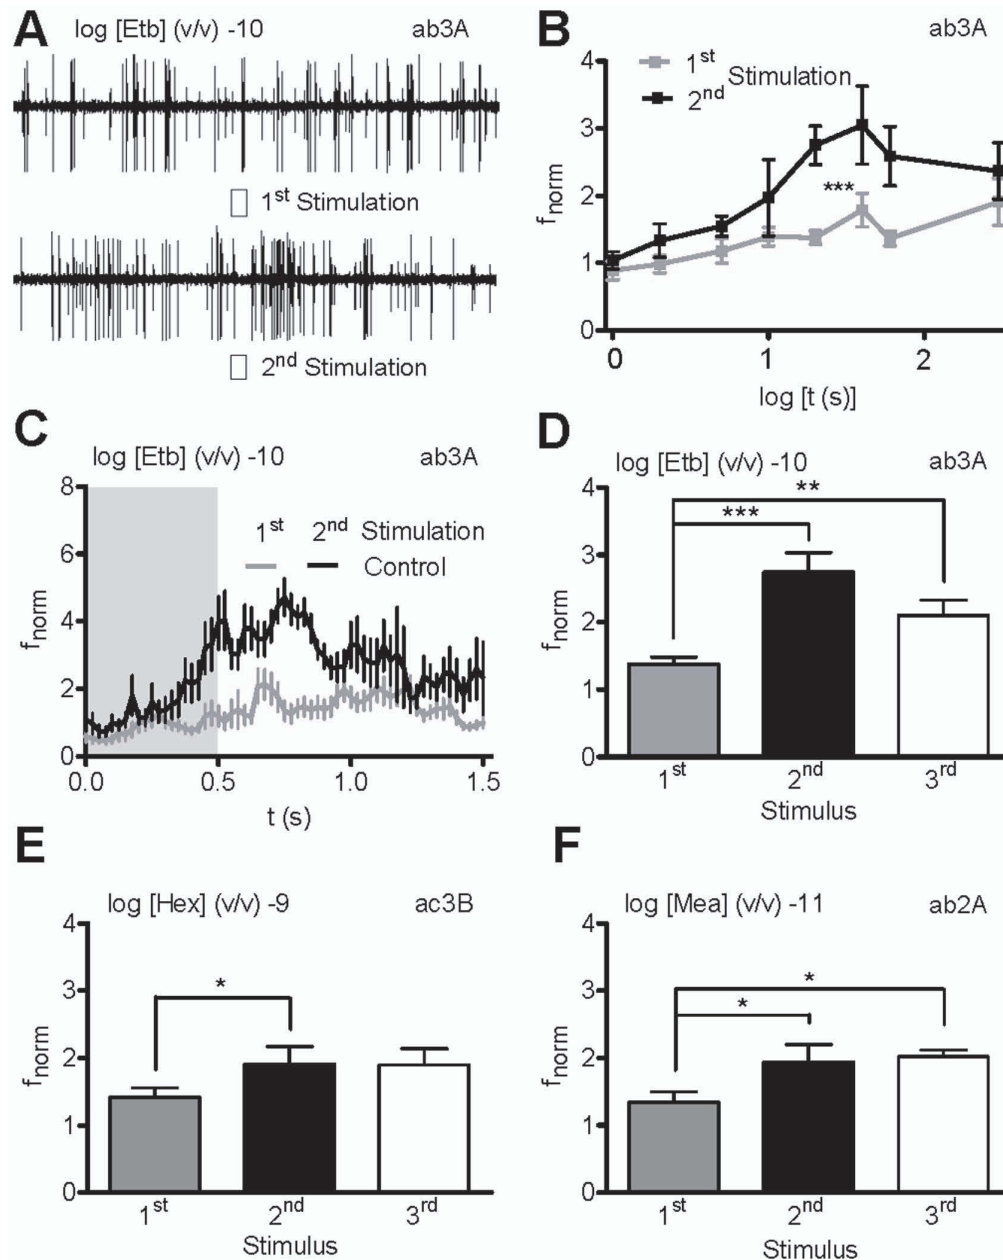 A
log [Etb] (v/v) -10 ab3A
1st Stimulation
2nd Stimulation
B
ab3A
1st
Stimulation
2nd
***
4
3
2
1
0
fnorm
0 1 2
log [t (s)]
C
log [Etb] (v/v) -10 ab3A
1st 2nd Stimulation
Control
8
6
4
2
0
fnorm
0.0 0.5 1.0 1.5
t (s)
D
log [Etb] (v/v) -10 ab3A
**
***
4
3
2
1
0
fnorm
1st 2nd 3rd
Stimulus
E
log [Hex] (v/v) -9 ac3B
*
4
3
2
1
0
fnorm
1st 2nd 3rd
Stimulus
F
log [Mea] (v/v) -11 ab2A
*
*
4
3
2
1
0
fnorm
1st 2nd 3rd
Stimulus